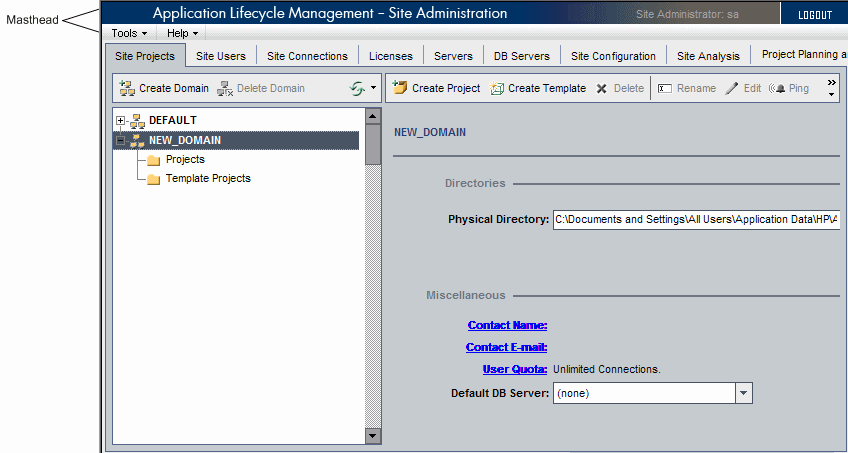 Masthead
Application Lifecycle Management – Site Administration
Site Administrator: sa
LOGOUT
Tools Help
Site Projects Site Users Site Connections Licenses Servers DB Servers Site Configuration Site Analysis Project Planning a
Create Domain Delete Domain
Create Project Create Template Delete Rename Edit Ping
DEFAULT
NEW_DOMAIN
Projects
Template Projects
NEW_DOMAIN
Directories
Physical Directory: C:\Documents and Settings\All Users\Application Data\HP\A
Miscellaneous
Contact Name:
Contact E-mail:
User Quota: Unlimited Connections.
Default DB Server: (none)